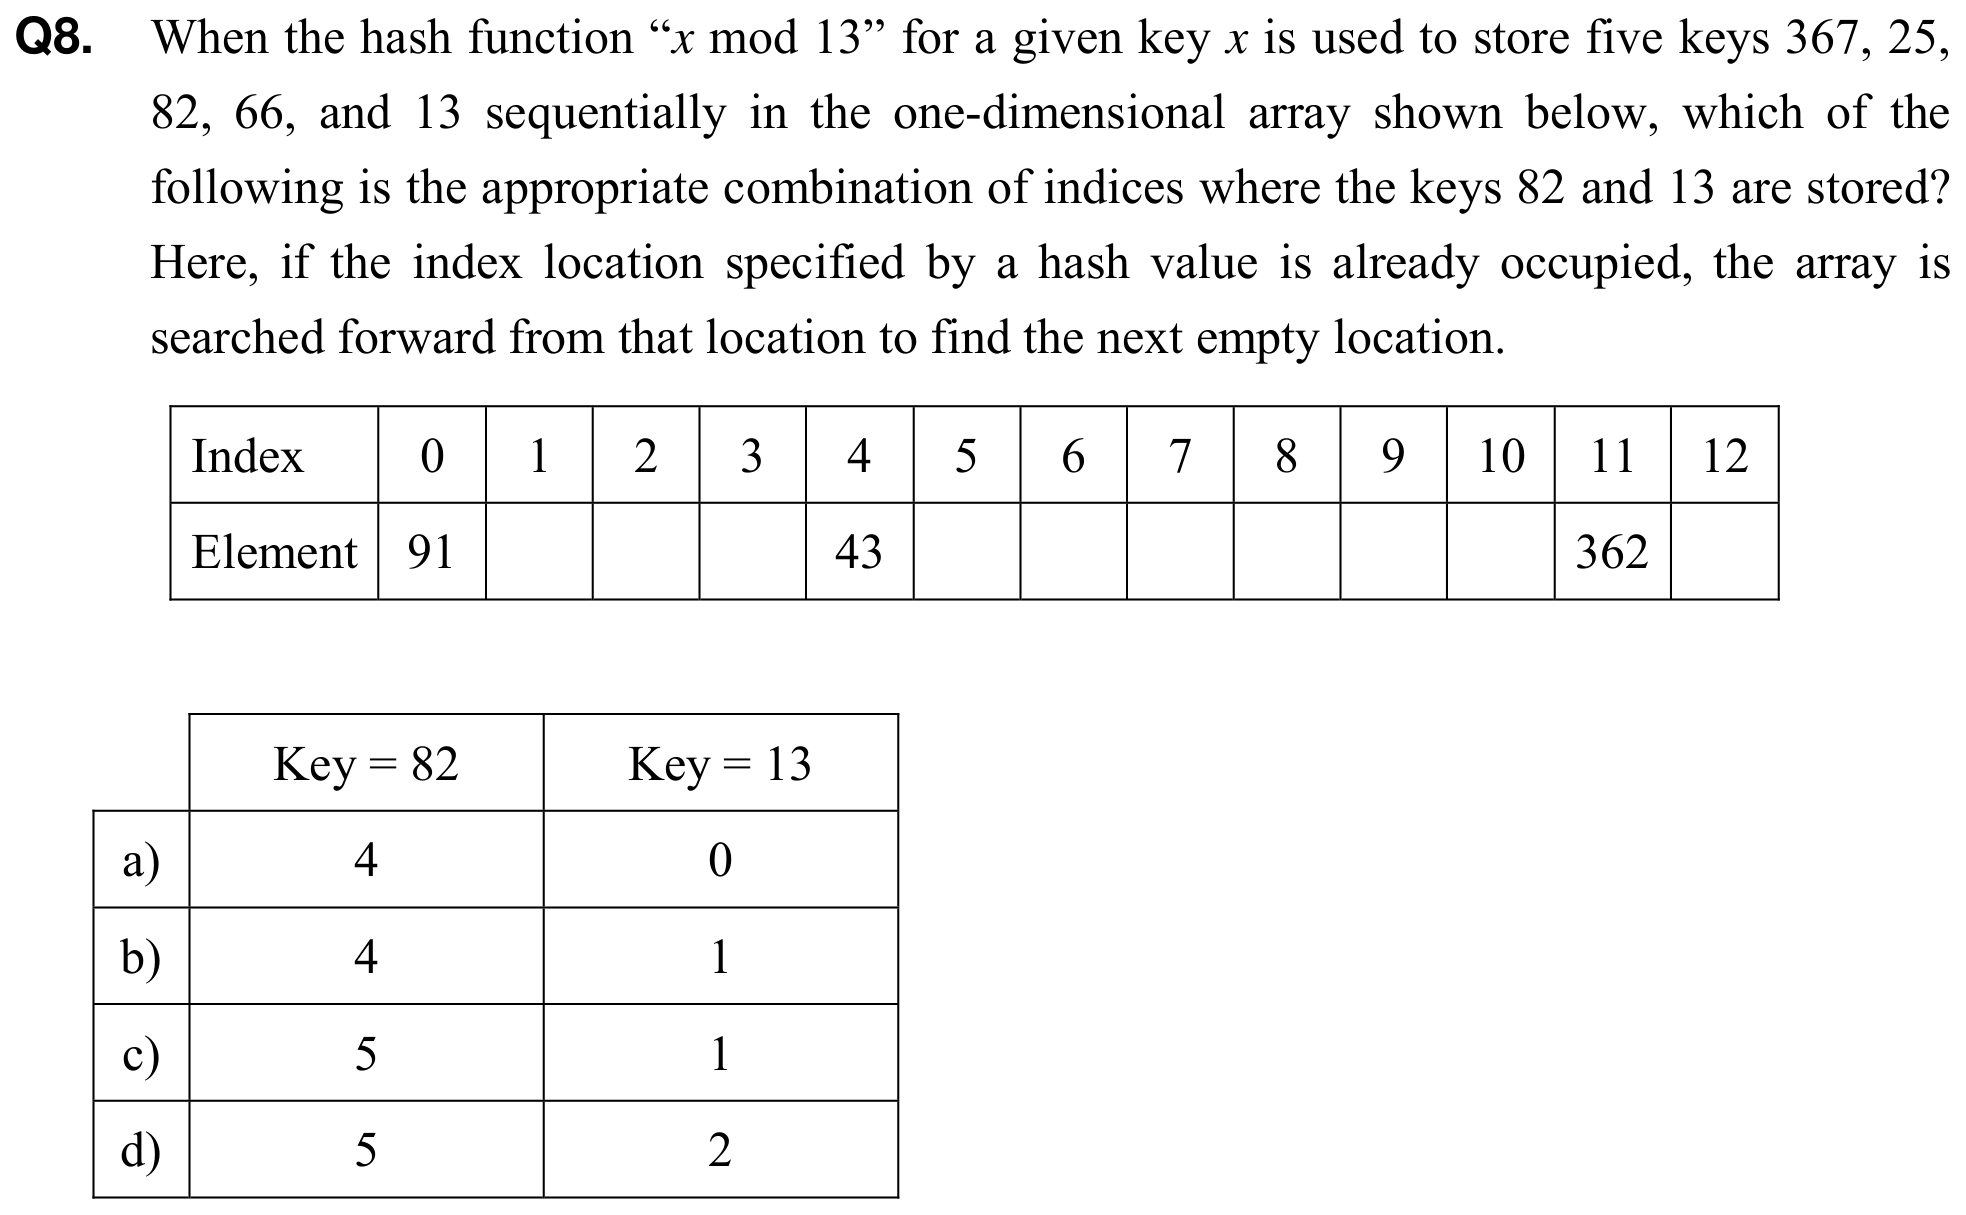 Q8. When the hash function “x mod 13” for a given key x is used to store five keys 367, 25,
82, 66, and 13 sequentially in the one-dimensional array shown below, which of the
following is the appropriate combination of indices where the keys 82 and 13 are stored?
Here, if the index location specified by a hash value is already occupied, the array is
searched forward from that location to find the next empty location.
Index 0 1 2 3 4 5 6 7 8 9 10 11 12
Element 91 43 362
Key = 82 Key = 13
a) 4 0
b) 4 1
c) 5 1
d) 5 2